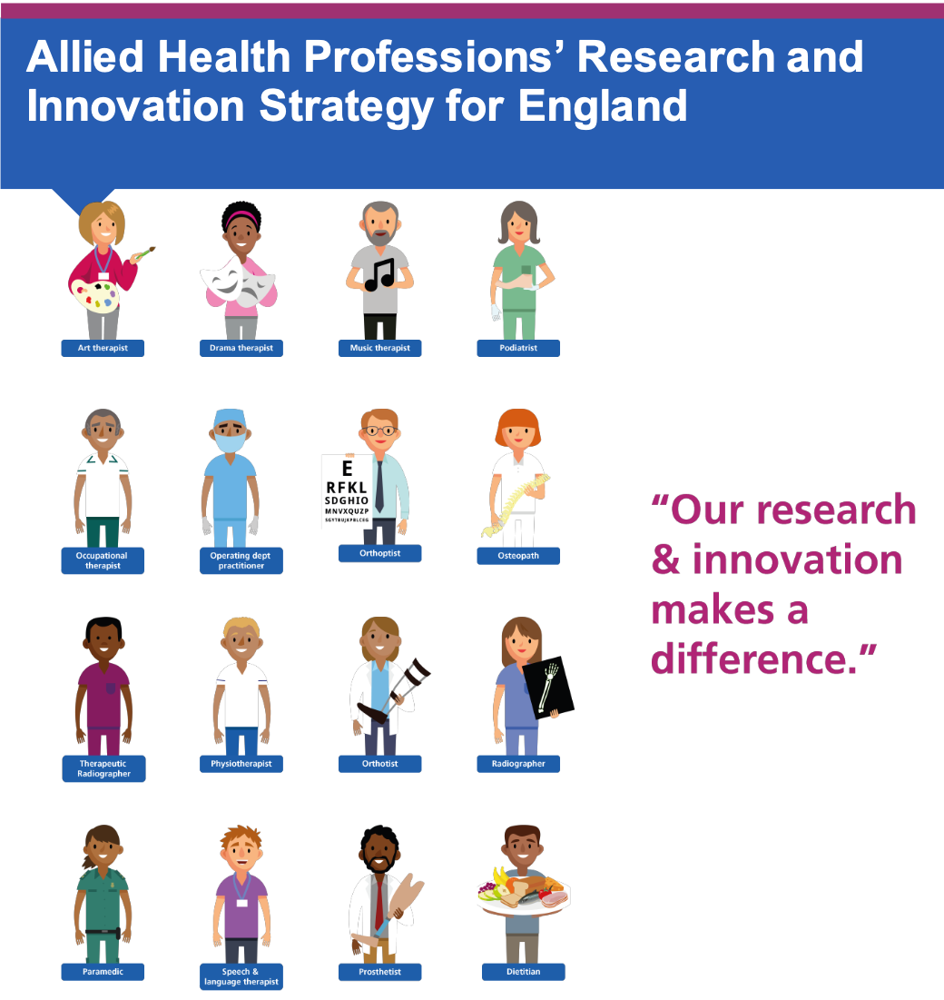 Allied Health Professions’ Research and
Innovation Strategy for England
Art therapist
Drama therapist
Music therapist
Podiatrist
E
RFKL
SDGHIO
MNVXQUZP
Occupational
therapist
Operating dept
practitioner
Orthoptist
Osteopath
“Our research
& innovation
makes a
difference.”
Therapeutic
Radiographer
Physiotherapist
Orthotist
Radiographer
Paramedic
Speech &
language therapist
Prosthetist
Dietitian